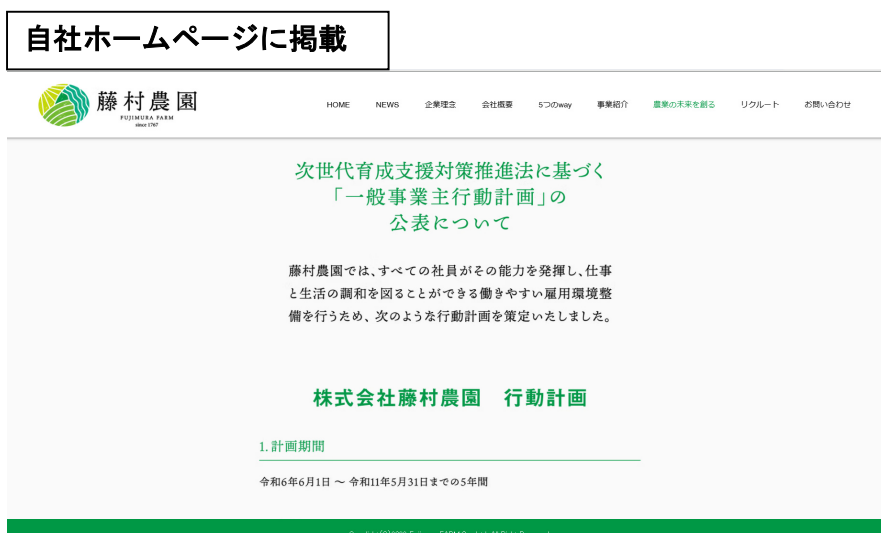 自社ホームページに掲載
藤村農園
FUJIMURA FARM
since 1767
HOME NEWS 企業理念 会社概要 5つのway 事業紹介 農業の未来を創る リクルート お問い合わせ
次世代育成支援対策推進法に基づく
「一般事業主行動計画」の
公表について
藤村農園では、すべての社員がその能力を発揮し、仕事
と生活の調和を図ることができる働きやすい雇用環境整
備を行うため、次のような行動計画を策定いたしました。
株式会社藤村農園 行動計画
1. 計画期間
令和6年6月1日 ～ 令和11年5月31日までの5年間